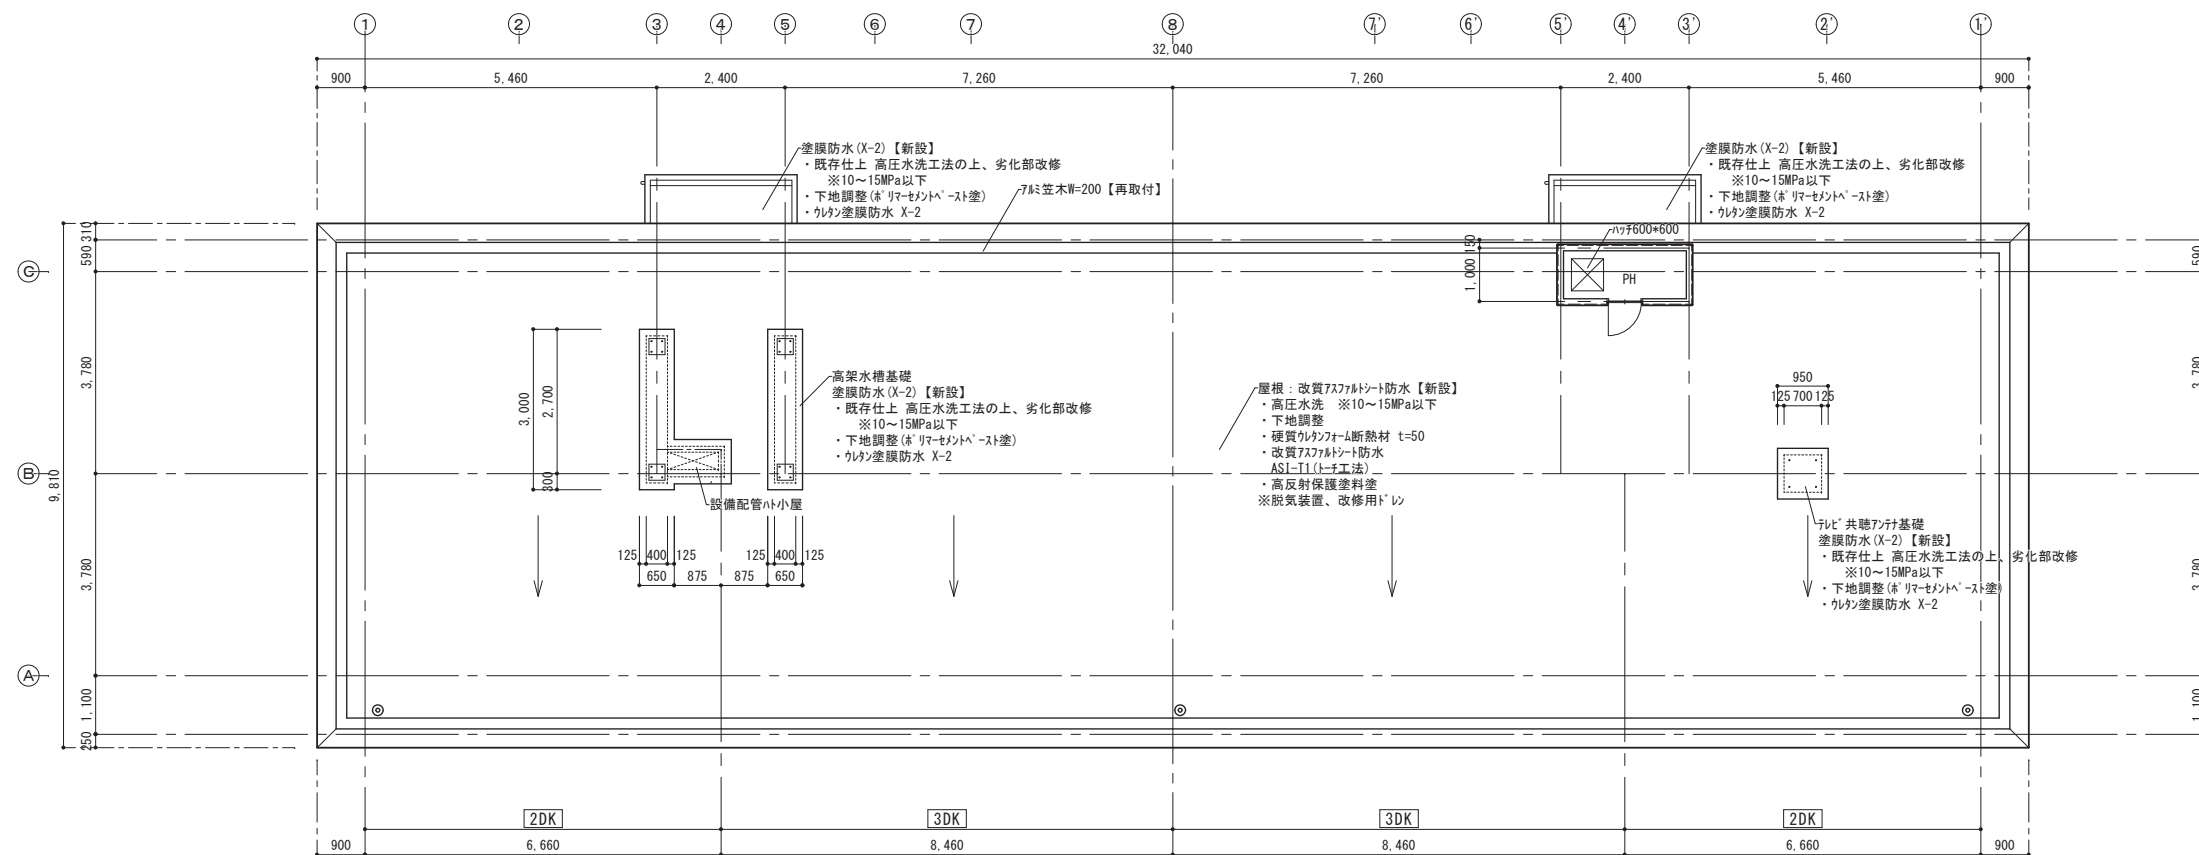 ① ② ③ ④ ⑤ ⑥ ⑦ ⑧ 7' 6' 5' 4' 3' 2' 1'
32,040
900 5,460 2,400 7,260 7,260 2,400 5,460 900
塗膜防水(X-2)【新設】
・既存仕上 高圧水洗工法の上、劣化部改修
※10～15MPa以下
・下地調整(ﾎﾟﾘﾏｰｾﾒﾝﾄﾍﾟｰｽﾄ塗)
・ｳﾚﾀﾝ塗膜防水 X-2
ｱﾙﾐ笠木W=200【再取付】
塗膜防水(X-2)【新設】
・既存仕上 高圧水洗工法の上、劣化部改修
※10～15MPa以下
・下地調整(ﾎﾟﾘﾏｰｾﾒﾝﾄﾍﾟｰｽﾄ塗)
・ｳﾚﾀﾝ塗膜防水 X-2
ﾊｯﾁ600*600
PH
150
1,000
310
590
3,780
3,780
1,100
250
9,810
C
B
A
3,000
2,700
300
高架水槽基礎
塗膜防水(X-2)【新設】
・既存仕上 高圧水洗工法の上、劣化部改修
※10～15MPa以下
・下地調整(ﾎﾟﾘﾏｰｾﾒﾝﾄﾍﾟｰｽﾄ塗)
・ｳﾚﾀﾝ塗膜防水 X-2
設備配管ﾊﾄ小屋
125 400 125 125 400 125
650 875 875 650
屋根：改質ｱｽﾌｧﾙﾄｼｰﾄ防水【新設】
・高圧水洗 ※10～15MPa以下
・下地調整
・硬質ｳﾚﾀﾝﾌｫｰﾑ断熱材 t=50
・改質ｱｽﾌｧﾙﾄｼｰﾄ防水
ASI-T1(ﾄｰﾁ工法)
・高反射保護塗料塗
※脱気装置、改修用ﾄﾞﾚﾝ
950
125 700 125
ﾃﾚﾋﾞ共聴ｱﾝﾃﾅ基礎
塗膜防水(X-2)【新設】
・既存仕上 高圧水洗工法の上、劣化部改修
※10～15MPa以下
・下地調整(ﾎﾟﾘﾏｰｾﾒﾝﾄﾍﾟｰｽﾄ塗)
・ｳﾚﾀﾝ塗膜防水 X-2
590
3,780
3,780
1,100
2DK 3DK 3DK 2DK
900 6,660 8,460 8,460 6,660 900